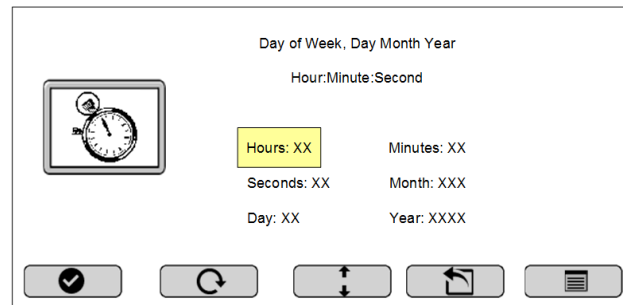 Day of Week, Day Month Year
Hour:Minute:Second
Hours: XX Minutes: XX
Seconds: XX Month: XXX
Day: XX Year: XXXX